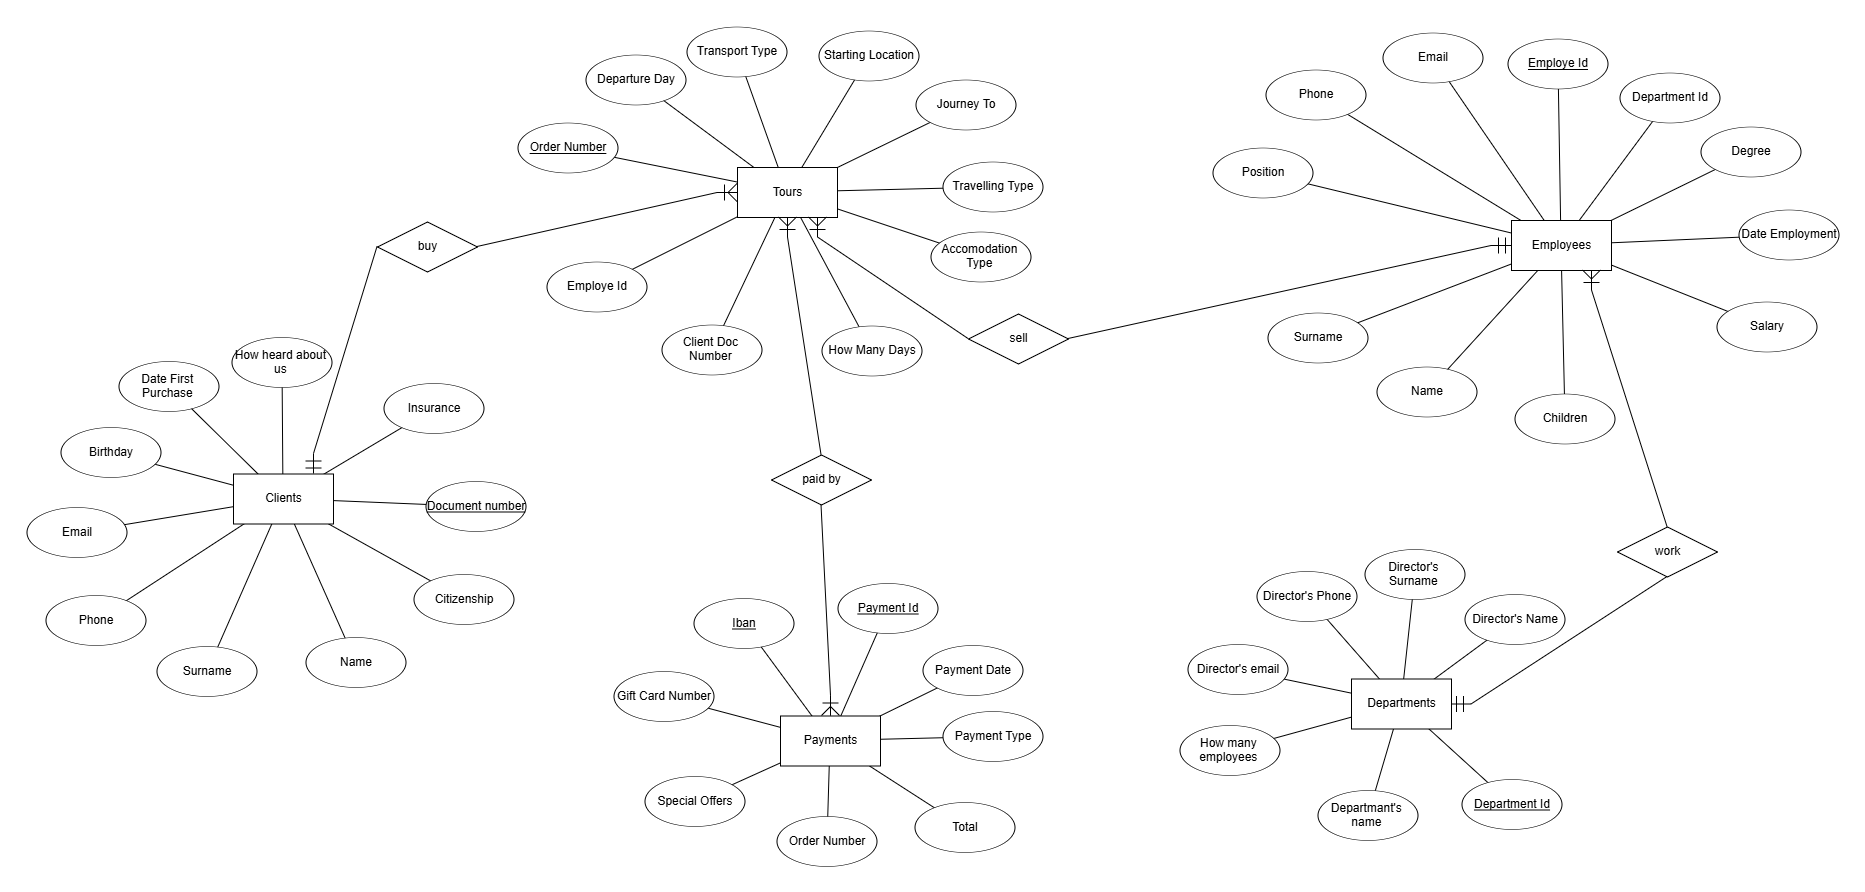 Transport Type
Starting Location
Departure Day
Journey To
Order Number
Tours
Travelling Type
Accomodation
Type
Employe Id
Client Doc
Number
How Many Days
buy
sell
paid by
Email
Employe Id
Phone
Department Id
Degree
Position
Date Employment
Employees
Salary
Surname
Name
Children
work
How heard about
us
Date First
Purchase
Insurance
Birthday
Clients
Document number
Email
Citizenship
Phone
Surname
Name
Payment Id
Iban
Payment Date
Gift Card Number
Payment Type
Payments
Special Offers
Order Number
Total
Director's
Surname
Director's Phone
Director's Name
Director's email
Departments
How many
employees
Departmant's
name
Department Id